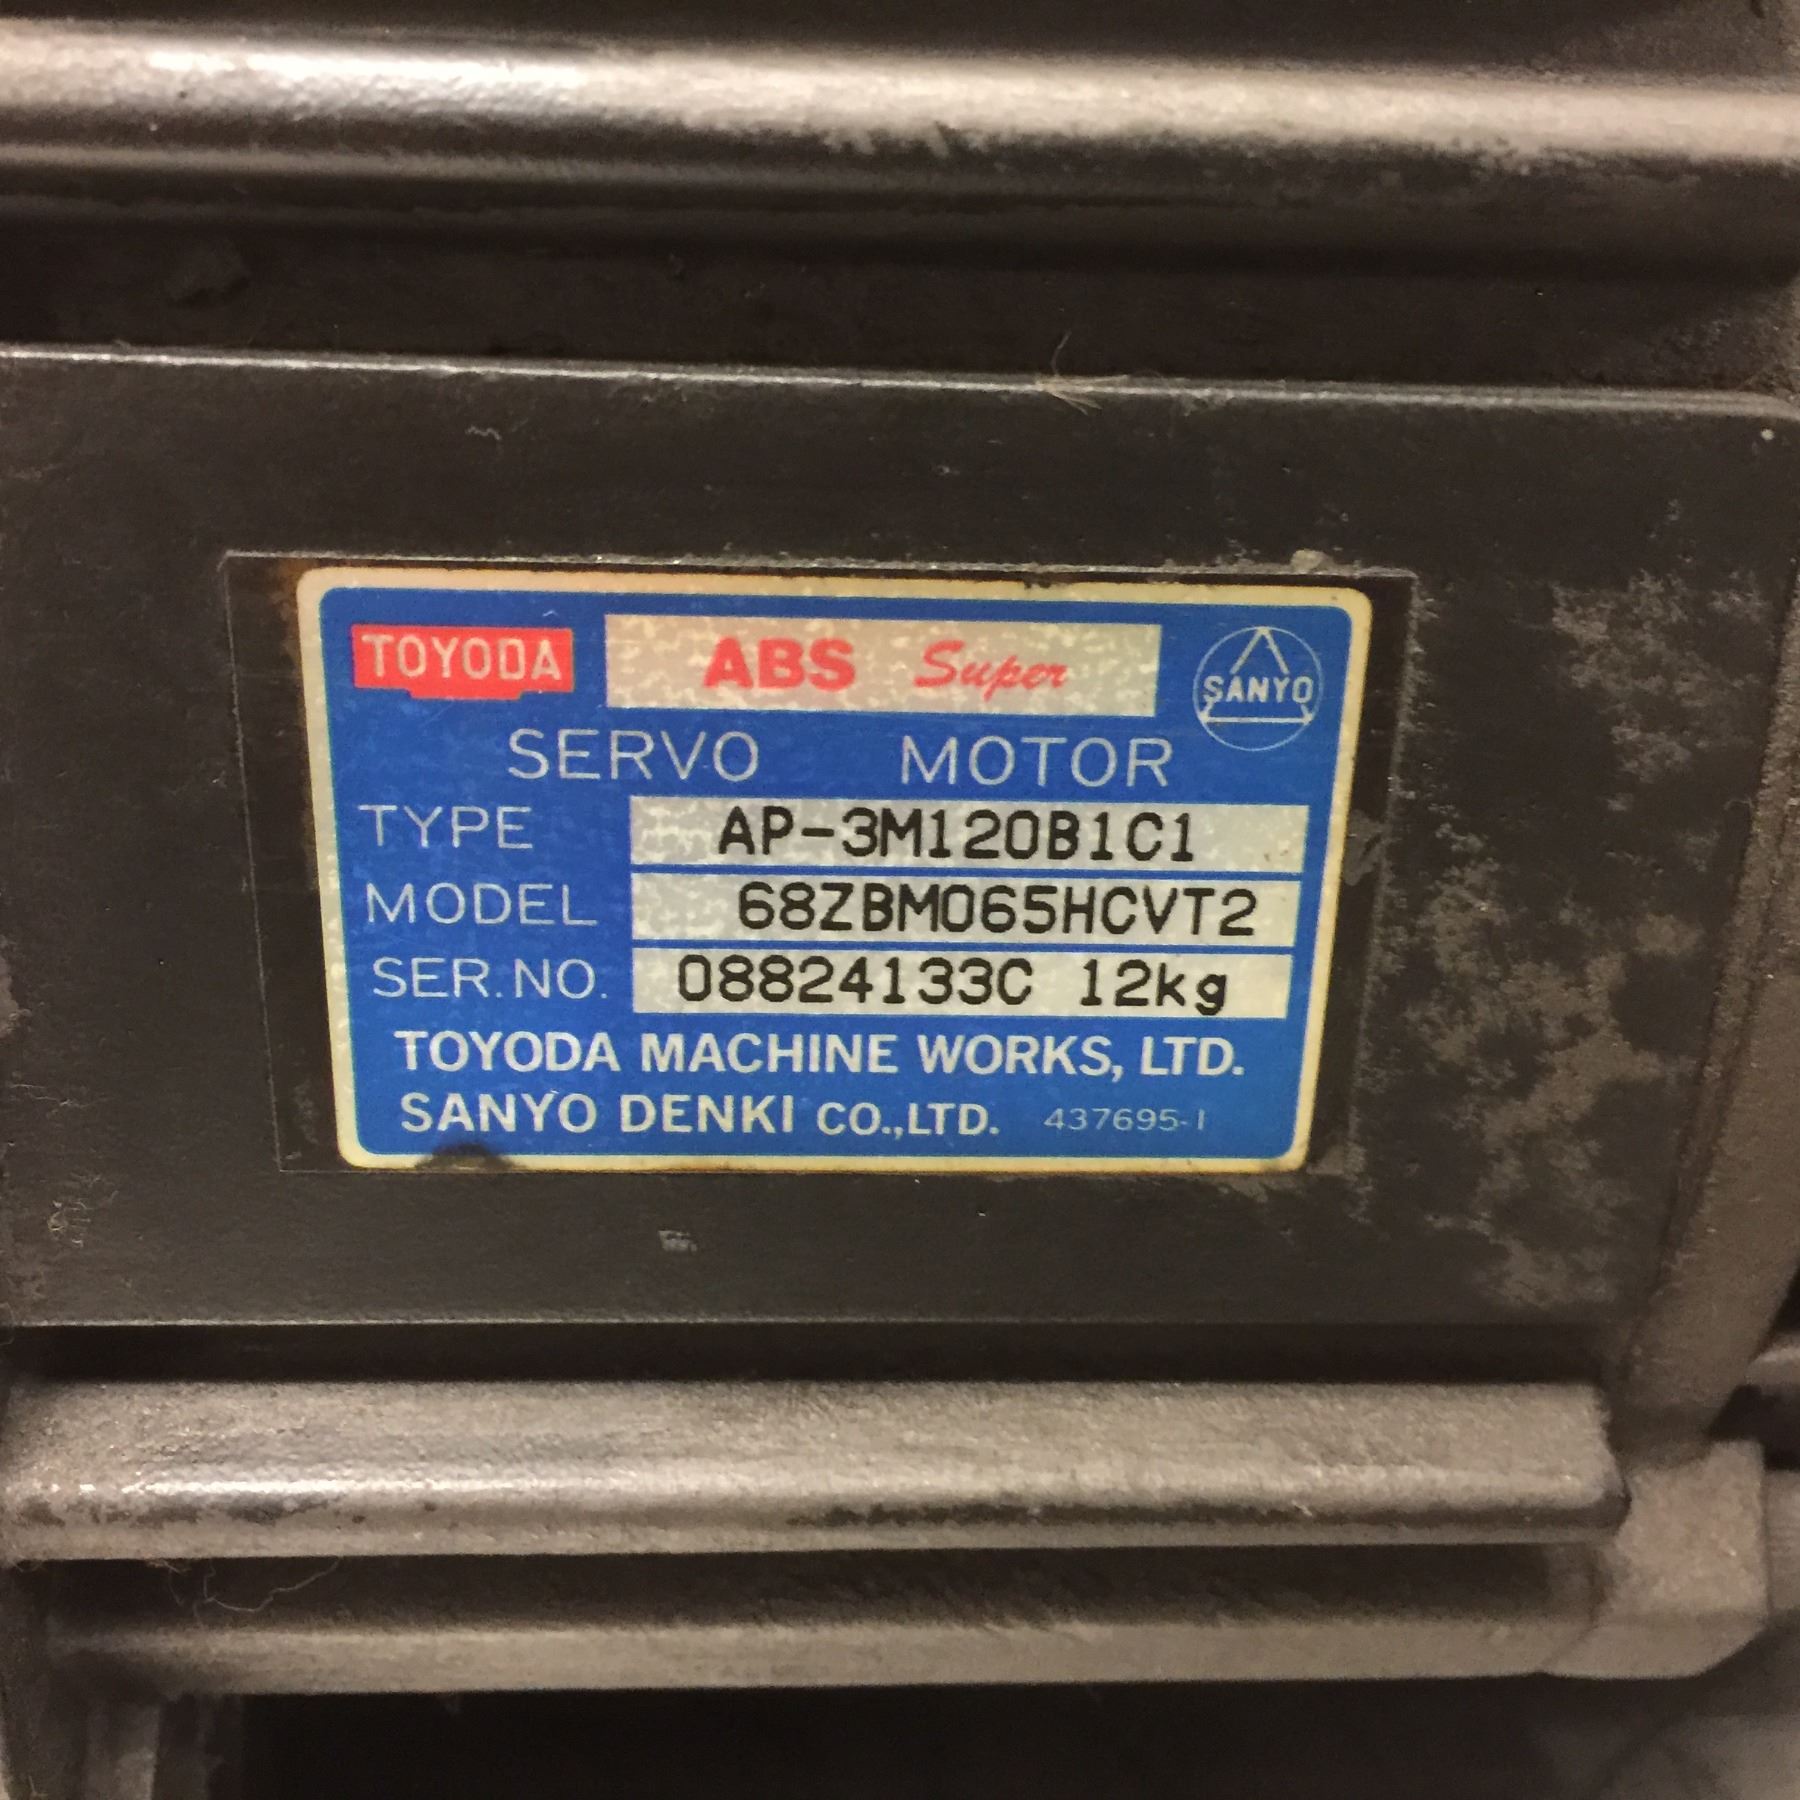 TOYODA ABS Super SANYO
SERVO MOTOR
TYPE AP-3M120B1C1
MODEL 68ZBM065HCVT2
SER.NO. 08824133C 12kg
TOYODA MACHINE WORKS, LTD.
SANYO DENKI CO.,LTD. 437695-1